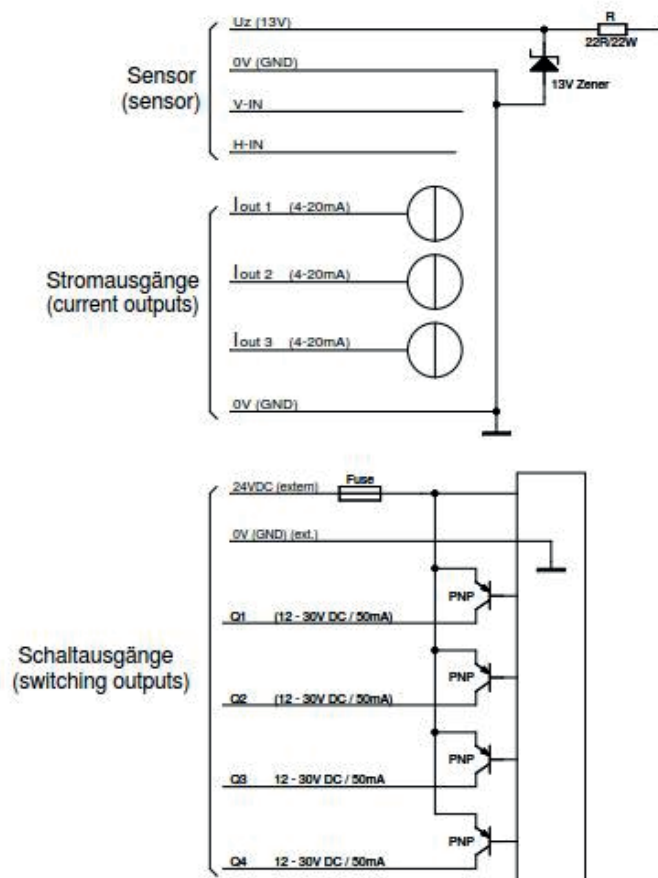 Uz (13V)
R
22R/22W
0V (GND)
13V Zener
Sensor
(sensor)
V-IN
H-IN
Iout 1 (4-20mA)
Stromausgänge
(current outputs)
Iout 2 (4-20mA)
Iout 3 (4-20mA)
0V (GND)
24VDC (extern)
Fuse
0V (GND) (ext.)
PNP
Q1 (12 - 30V DC / 50mA)
Schaltausgänge
(switching outputs)
PNP
Q2 (12 - 30V DC / 50mA)
PNP
Q3 12 - 30V DC / 50mA
PNP
Q4 12 - 30V DC / 50mA